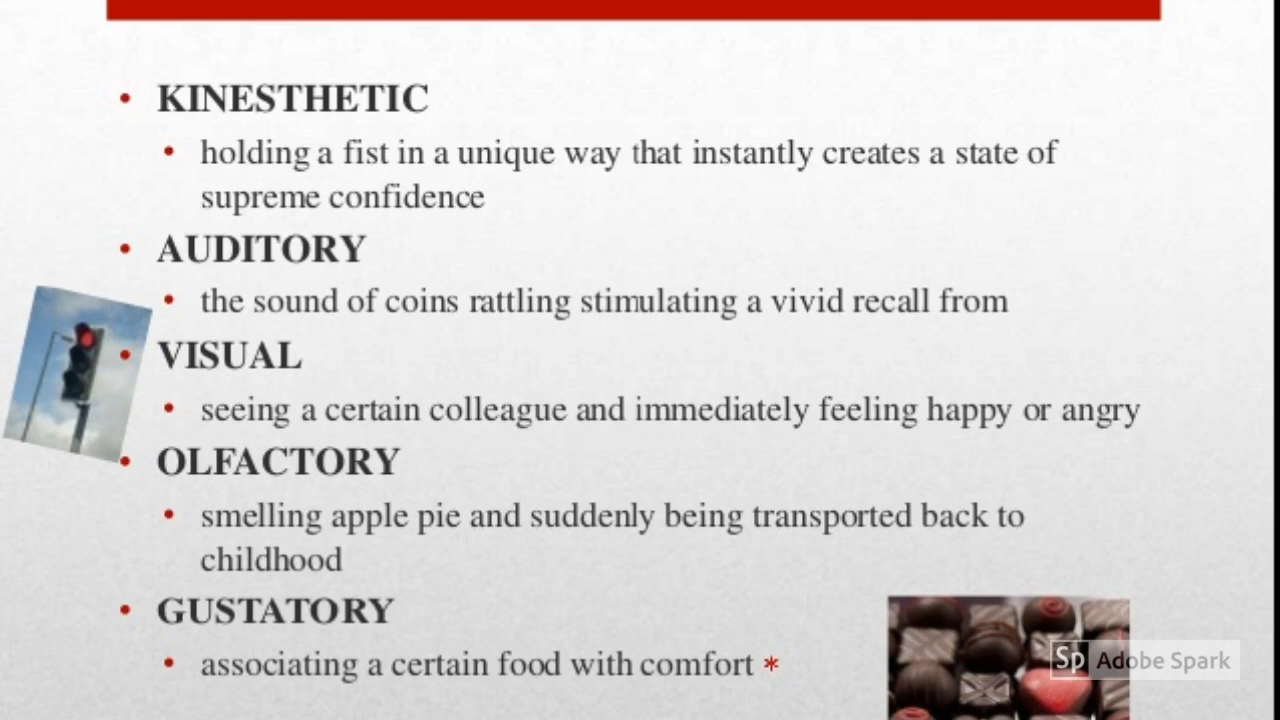 • KINESTHETIC
• holding a fist in a unique way that instantly creates a state of
supreme confidence
• AUDITORY
• the sound of coins rattling stimulating a vivid recall from
• VISUAL
• seeing a certain colleague and immediately feeling happy or angry
• OLFACTORY
• smelling apple pie and suddenly being transported back to
childhood
• GUSTATORY
• associating a certain food with comfort *
Sp Adobe Spark